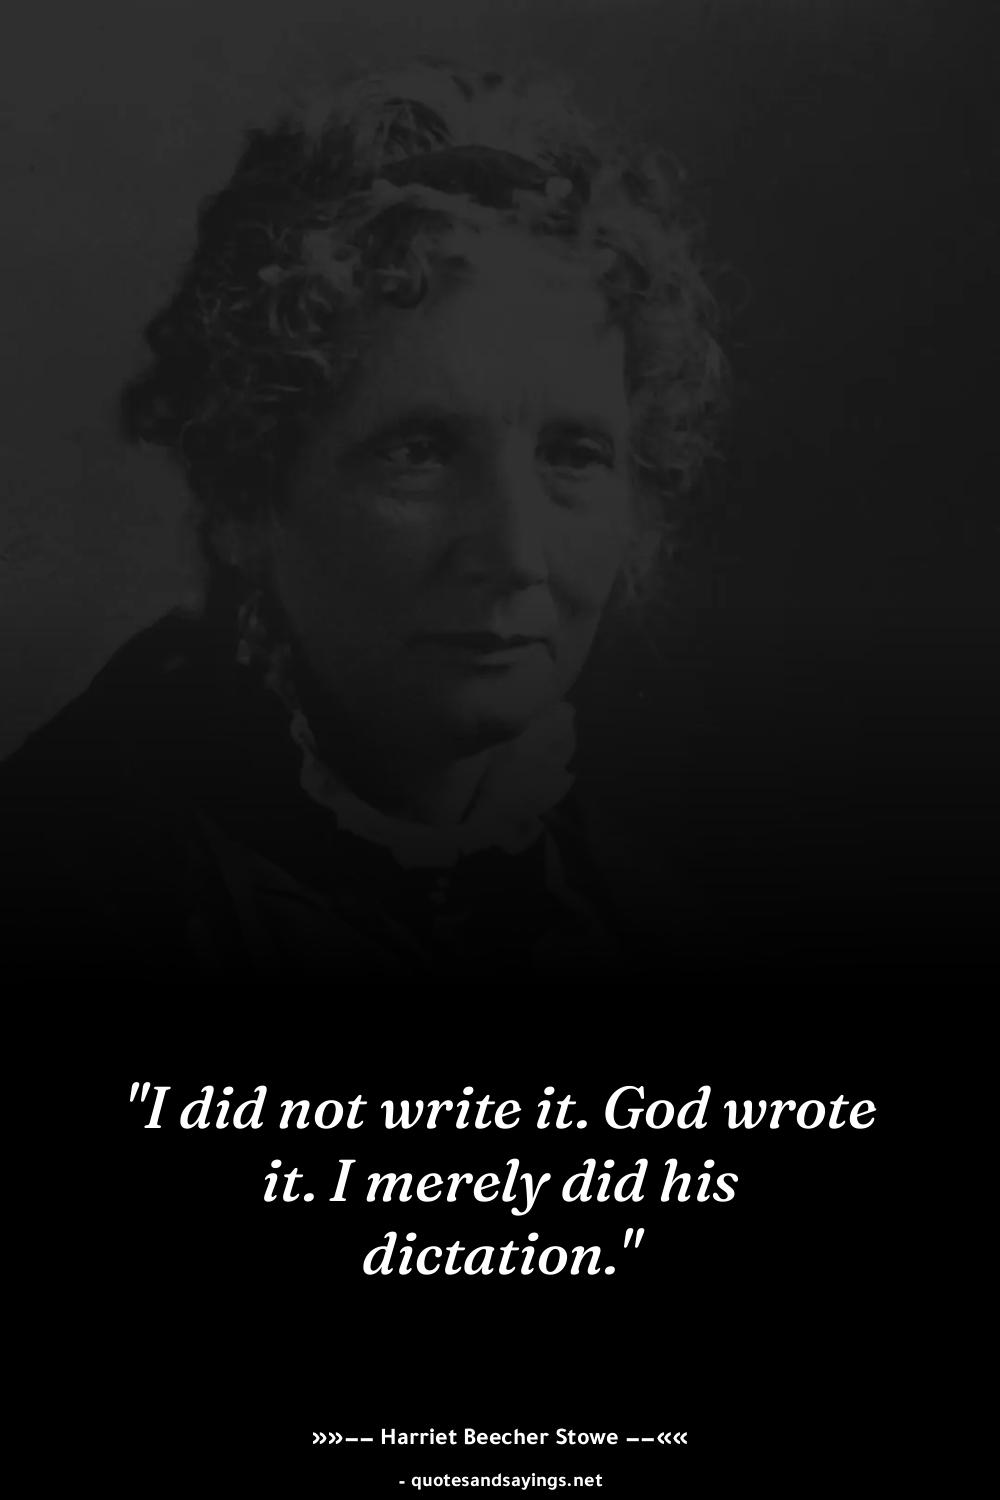 "I did not write it. God wrote
it. I merely did his
dictation."
»»−− Harriet Beecher Stowe −−««
- quotesandsayings.net